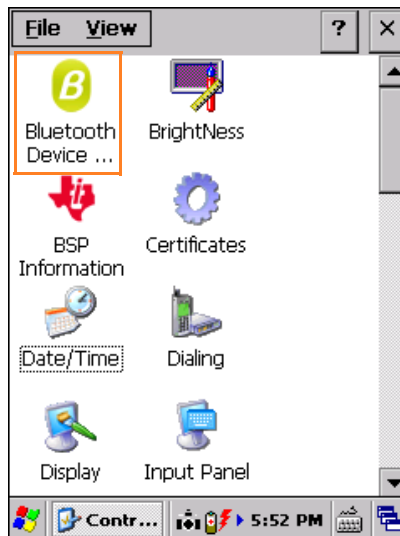 File View ? ×
Bluetooth
Device ...
BrightNess
BSP
Information
Certificates
Date/Time
Dialing
Display
Input Panel
Contr... 5:52 PM